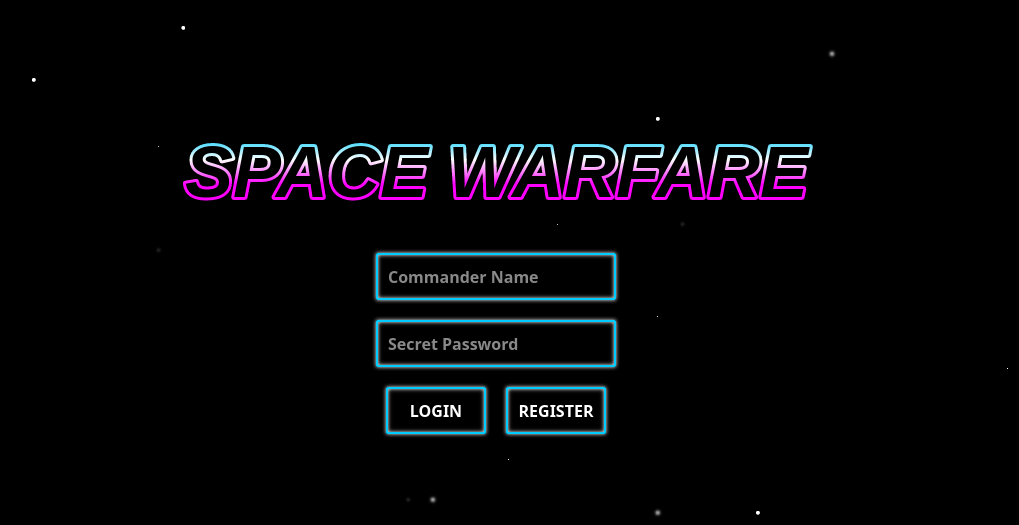 SPACE WARFARE
Commander Name
Secret Password
LOGIN REGISTER